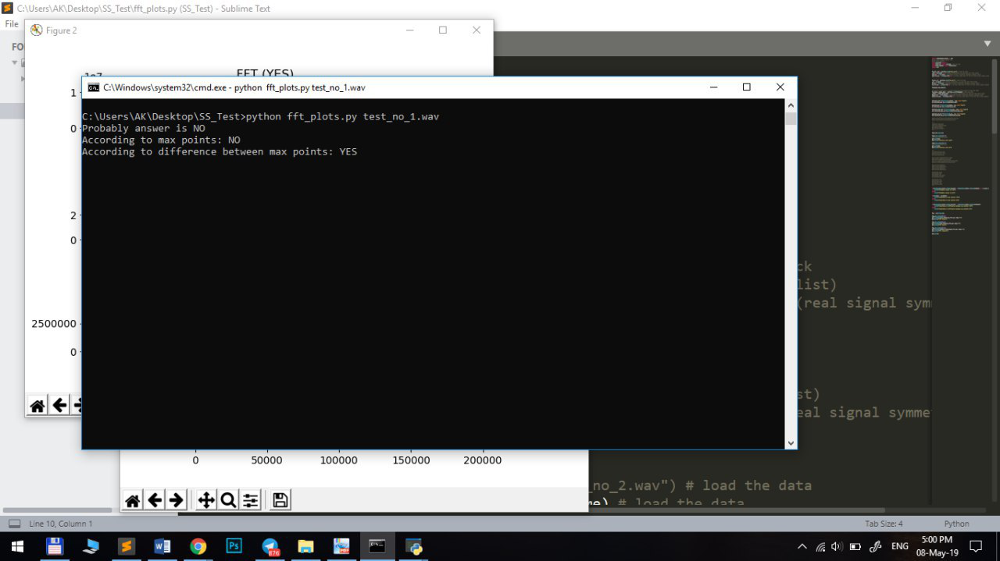 C:\Users\AK\Desktop\SS_Test\fft_plots.py (SS_Test) - Sublime Text
File
FO
Figure 2
FFT (YES)
1e7
1
0
2
0
2500000
0
C:\Windows\system32\cmd.exe - python  fft_plots.py test_no_1.wav
C:\Users\AK\Desktop\SS_Test>python fft_plots.py test_no_1.wav
Probably answer is NO
According to max points: NO
According to difference between max points: YES
ck
list)
(real signal symm
st)
eal signal symme
_no_2.wav") # load the data
me) # load the data
0 50000 100000 150000 200000
Line 10, Column 1
Tab Size: 4
Python
876
ENG
5:00 PM
08-May-19